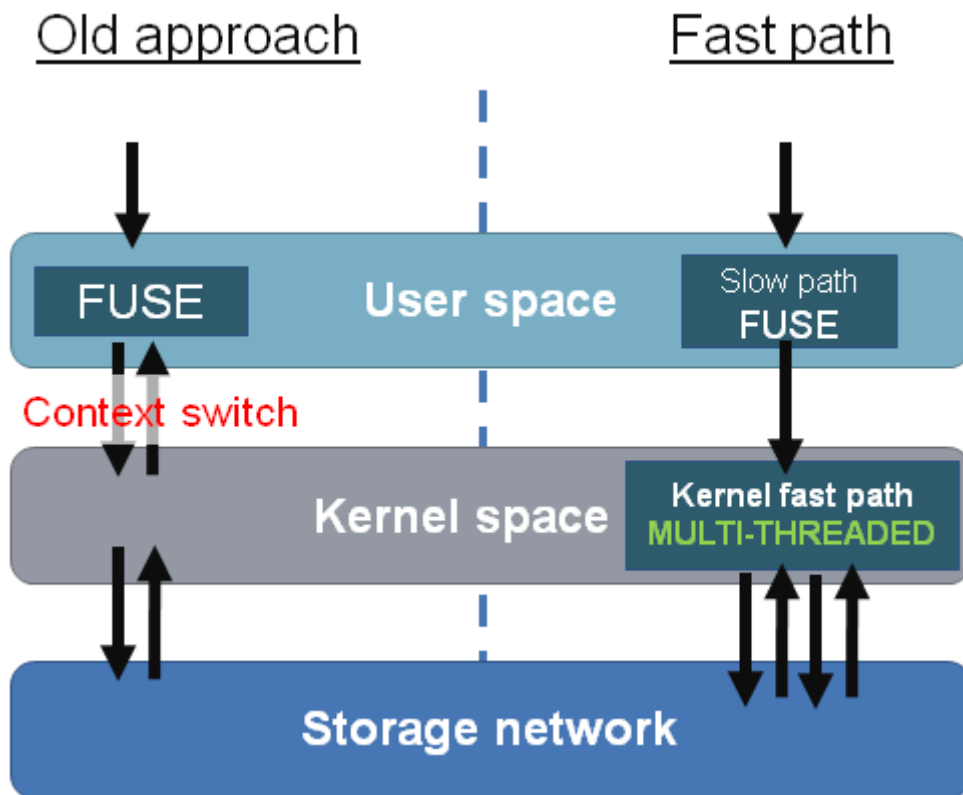 Old approach
Fast path
FUSE
User space
Slow path
FUSE
Context switch
Kernel space
Kernel fast path
MULTI-THREADED
Storage network